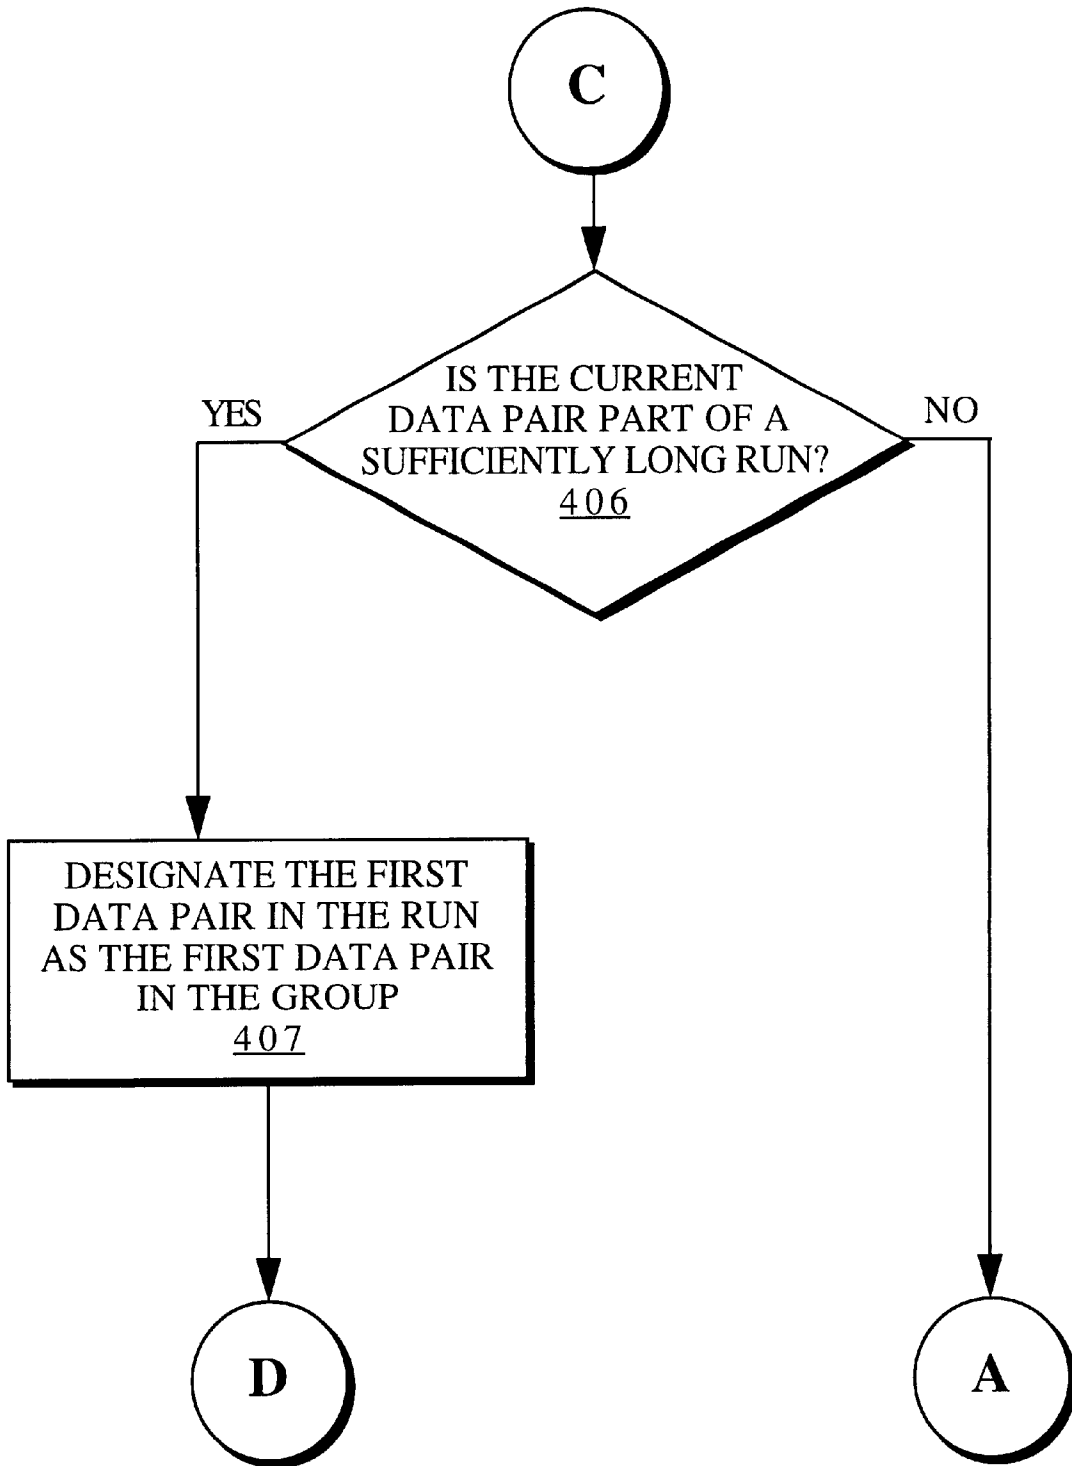 C
IS THE CURRENT
DATA PAIR PART OF A
SUFFICIENTLY LONG RUN?
406
YES
NO
DESIGNATE THE FIRST
DATA PAIR IN THE RUN
AS THE FIRST DATA PAIR
IN THE GROUP
407
D
A